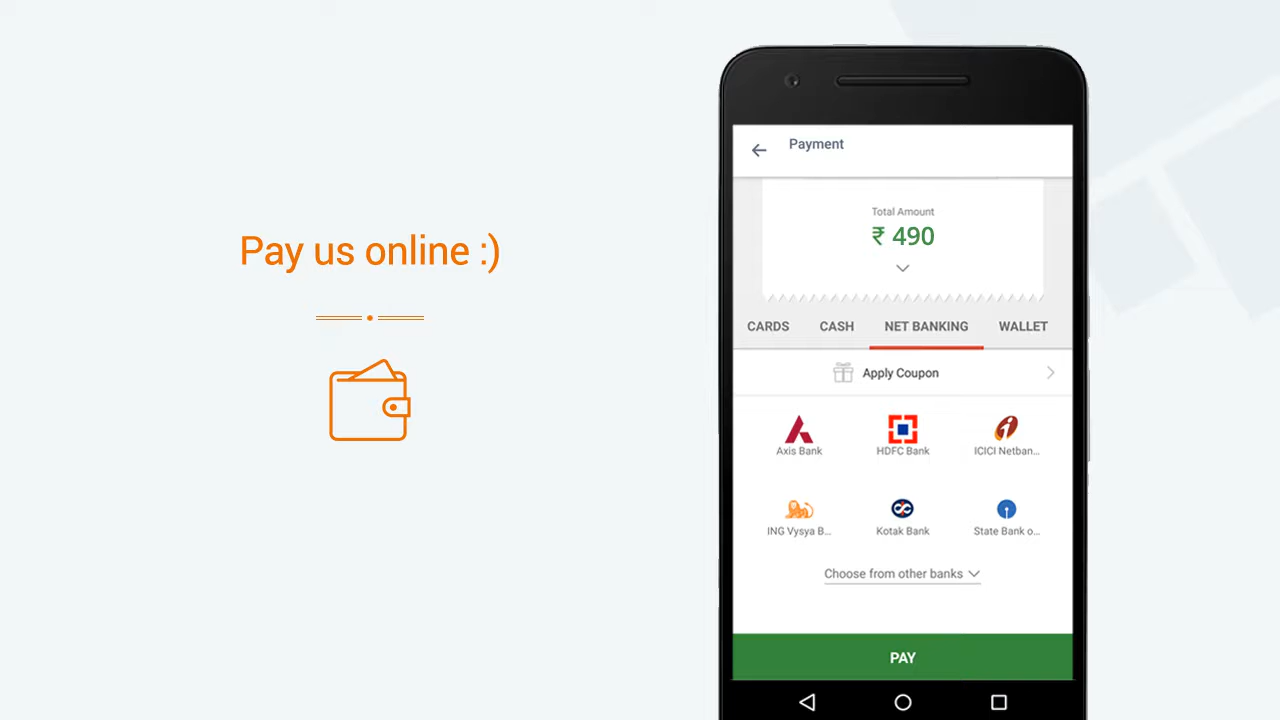 Pay us online :)
Payment
Total Amount
₹ 490
CARDS CASH NET BANKING WALLET
Apply Coupon
Axis Bank HDFC Bank ICICI Netban...
ING Vysya B... Kotak Bank State Bank o...
Choose from other banks
PAY